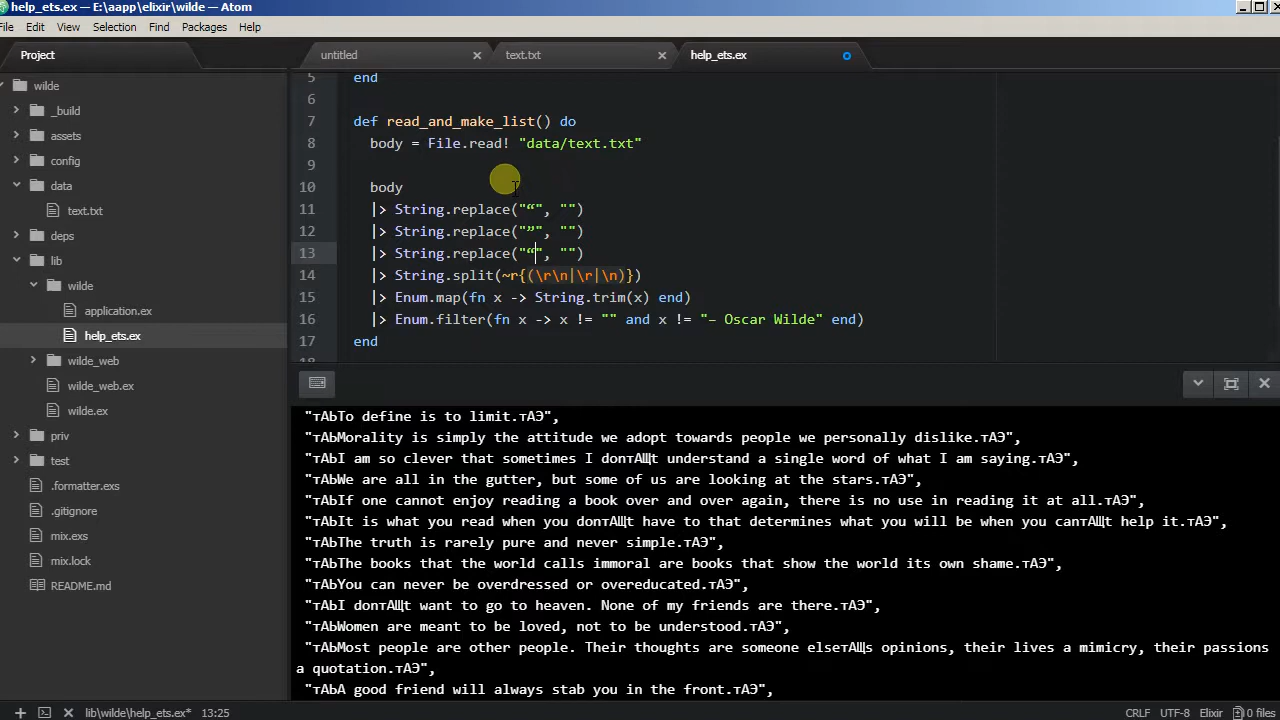 help_ets.ex — E:\aapp\elixir\wilde — Atom
File Edit View Selection Find Packages Help
Project
untitled
text.txt
help_ets.ex
wilde
_build
assets
config
data
text.txt
deps
lib
wilde
application.ex
help_ets.ex
wilde_web
wilde_web.ex
wilde.ex
priv
test
.formatter.exs
.gitignore
mix.exs
mix.lock
README.md
5 end
6
7 def read_and_make_list() do
8 body = File.read! "data/text.txt"
9
10 body
11 |> String.replace("“", "")
12 |> String.replace("”", "")
13 |> String.replace("“", "")
14 |> String.split(~r{(\r\n|\r|\n)})
15 |> Enum.map(fn x -> String.trim(x) end)
16 |> Enum.filter(fn x -> x != "" and x != "― Oscar Wilde" end)
17 end
"тАЬTo define is to limit.тАЭ",
"тАЬMorality is simply the attitude we adopt towards people we personally dislike.тАЭ",
"тАЬI am so clever that sometimes I donтАЩt understand a single word of what I am saying.тАЭ",
"тАЬWe are all in the gutter, but some of us are looking at the stars.тАЭ",
"тАЬIf one cannot enjoy reading a book over and over again, there is no use in reading it at all.тАЭ",
"тАЬIt is what you read when you donтАЩt have to that determines what you will be when you canтАЩt help it.тАЭ",
"тАЬThe truth is rarely pure and never simple.тАЭ",
"тАЬThe books that the world calls immoral are books that show the world its own shame.тАЭ",
"тАЬYou can never be overdressed or overeducated.тАЭ",
"тАЬI donтАЩt want to go to heaven. None of my friends are there.тАЭ",
"тАЬWomen are meant to be loved, not to be understood.тАЭ",
"тАЬMost people are other people. Their thoughts are someone elseтАЩs opinions, their lives a mimicry, their passions
a quotation.тАЭ",
"тАЬA good friend will always stab you in the front.тАЭ",
lib\wilde\help_ets.ex* 13:25 CRLF UTF-8 Elixir 0 files